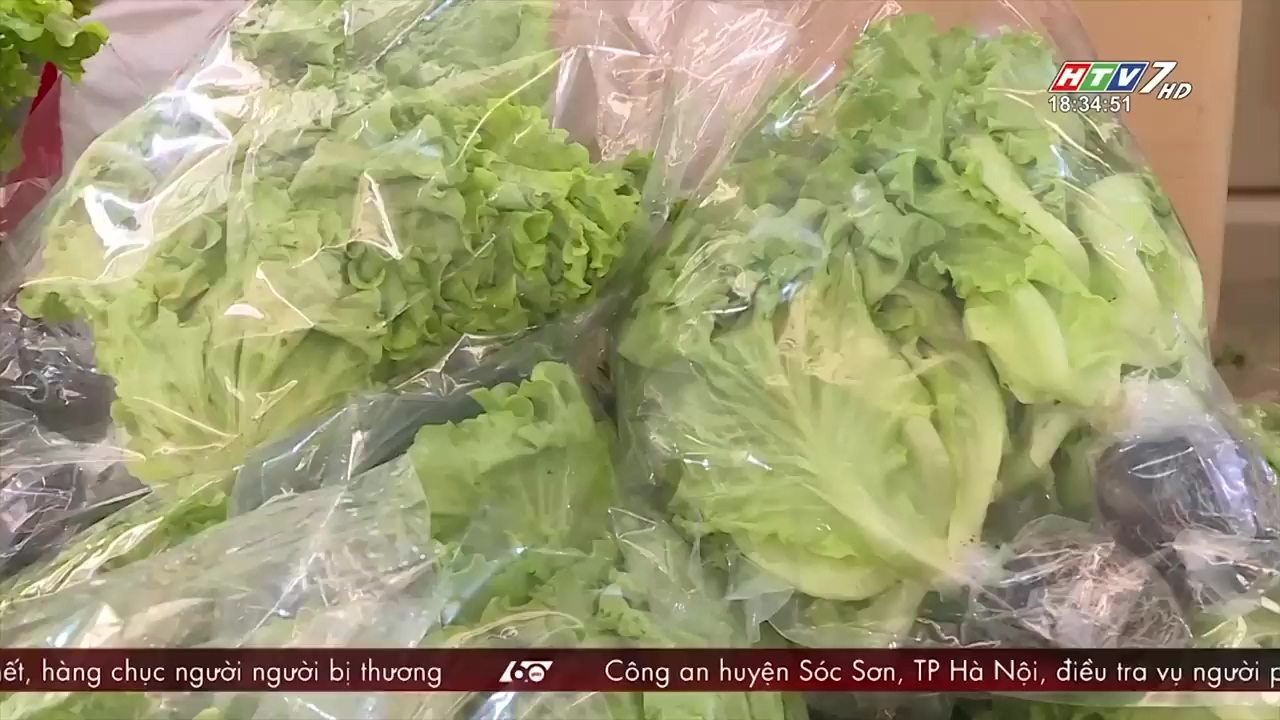 HTV7 HD
18:34:51
ết, hàng chục người người bị thương 60 Công an huyện Sóc Sơn, TP Hà Nội, điều tra vụ người